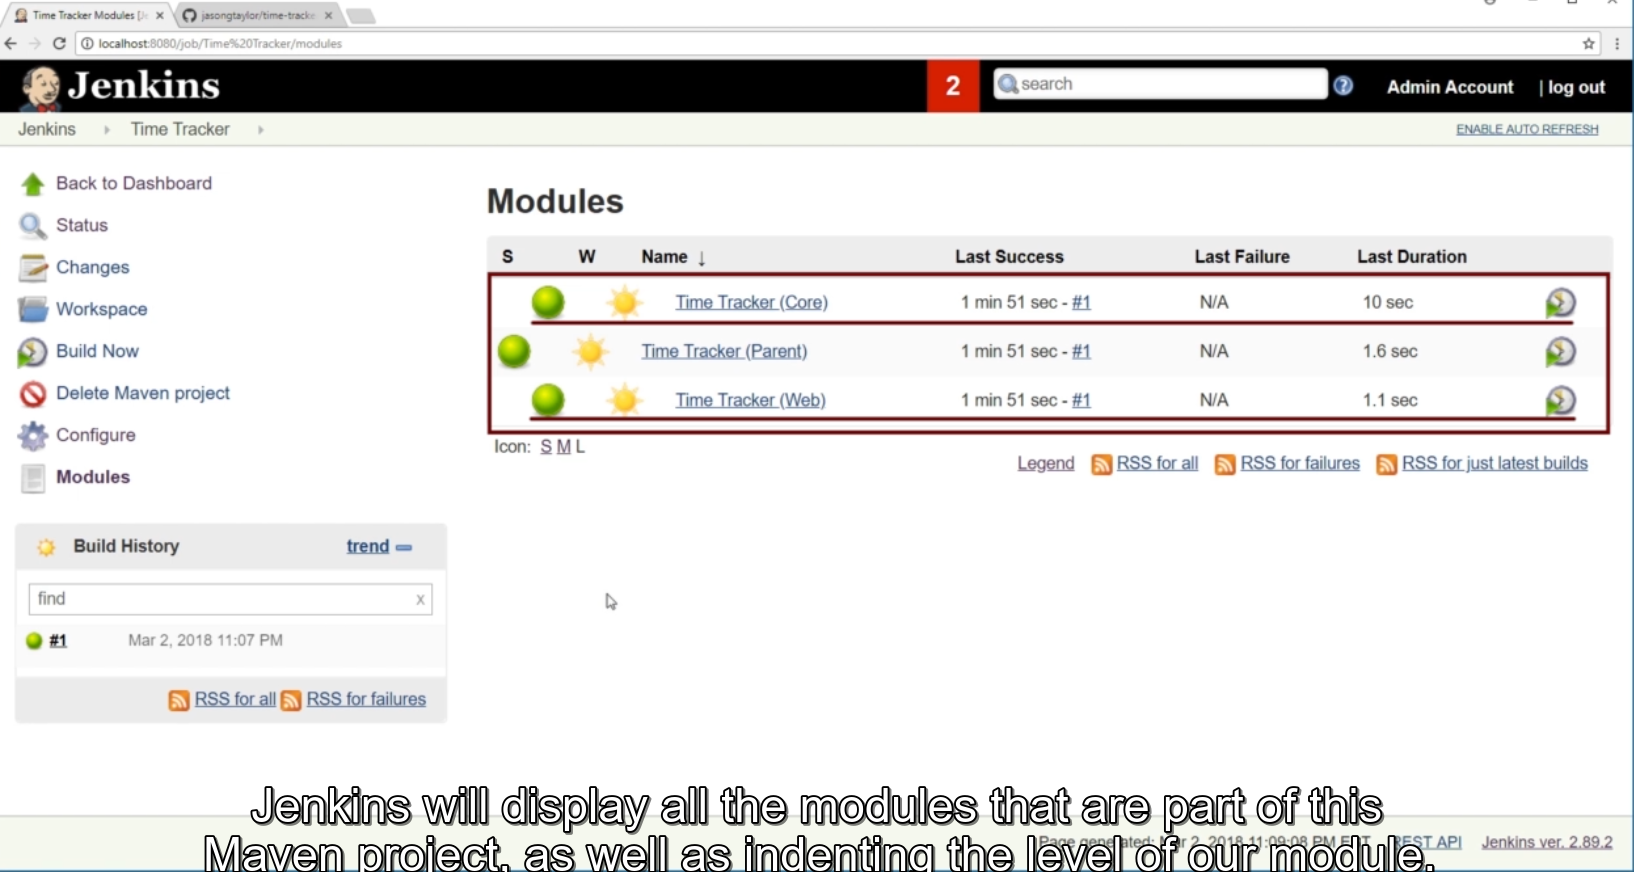 Time Tracker Modules [J
jasongtaylor/time-tracke
localhost:8080/job/Time%20Tracker/modules
Jenkins
2
search
Admin Account
| log out
Jenkins
Time Tracker
ENABLE AUTO REFRESH
Back to Dashboard
Status
Changes
Workspace
Build Now
Delete Maven project
Configure
Modules
Build History
trend
find
x
#1
Mar 2, 2018 11:07 PM
RSS for all
RSS for failures
Modules
S W Name ↓ Last Success Last Failure Last Duration
Time Tracker (Core) 1 min 51 sec - #1 N/A 10 sec
Time Tracker (Parent) 1 min 51 sec - #1 N/A 1.6 sec
Time Tracker (Web) 1 min 51 sec - #1 N/A 1.1 sec
Icon: S M L
Legend RSS for all RSS for failures RSS for just latest builds
Jenkins will display all the modules that are part of this
Maven project, as well as indenting the level of our module.
Page generated: 2, 2018 11:09:08 PM REST API Jenkins ver. 2.89.2